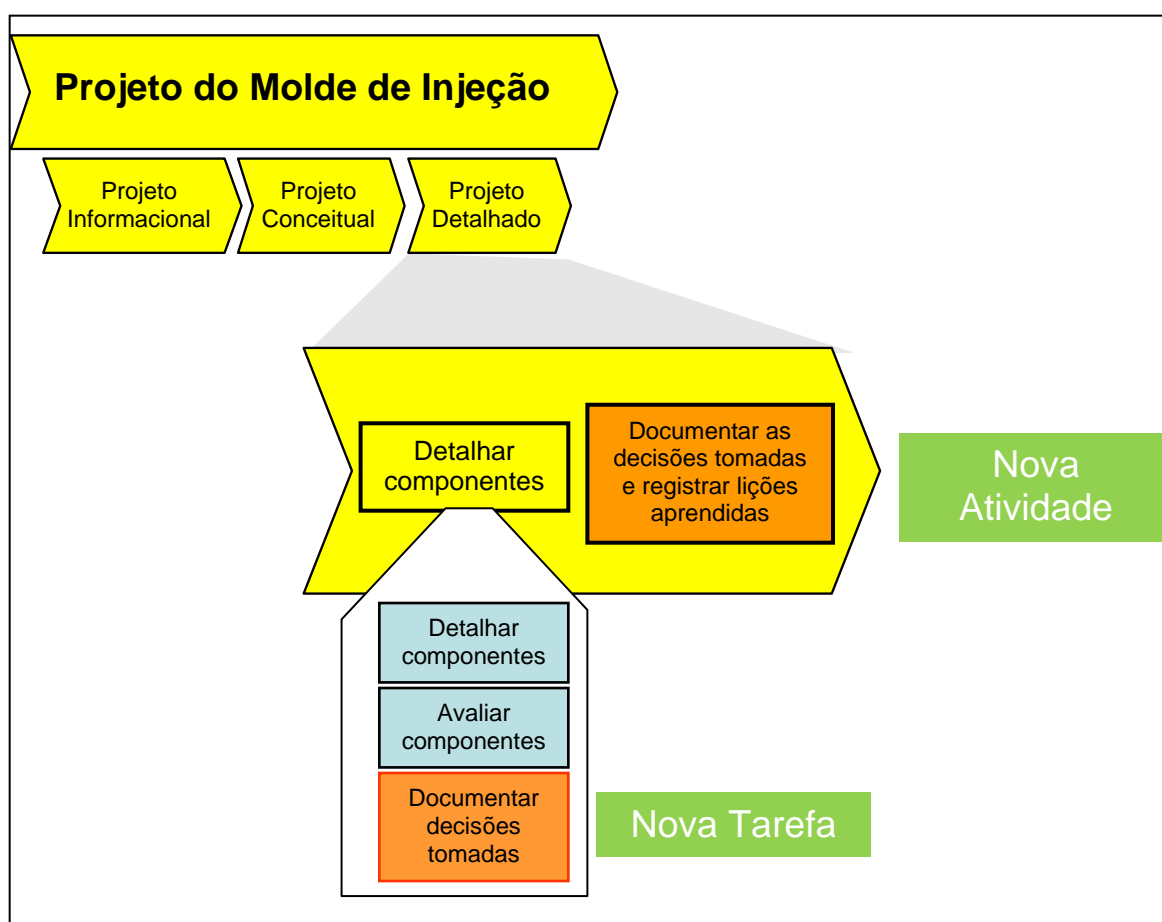 Projeto do Molde de Injeção
Projeto
Informacional
Projeto
Conceitual
Projeto
Detalhado
Detalhar
componentes
Documentar as
decisões tomadas
e registrar lições
aprendidas
Nova
Atividade
Detalhar
componentes
Avaliar
componentes
Documentar
decisões
tomadas
Nova Tarefa